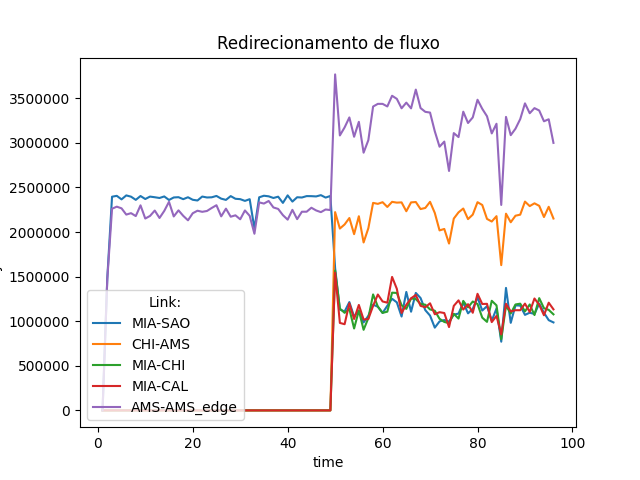 Redirecionamento de fluxo
3500000
3000000
2500000
2000000
1500000
1000000
500000
0
Link:
MIA-SAO
CHI-AMS
MIA-CHI
MIA-CAL
AMS-AMS_edge
0 20 40 60 80 100
time